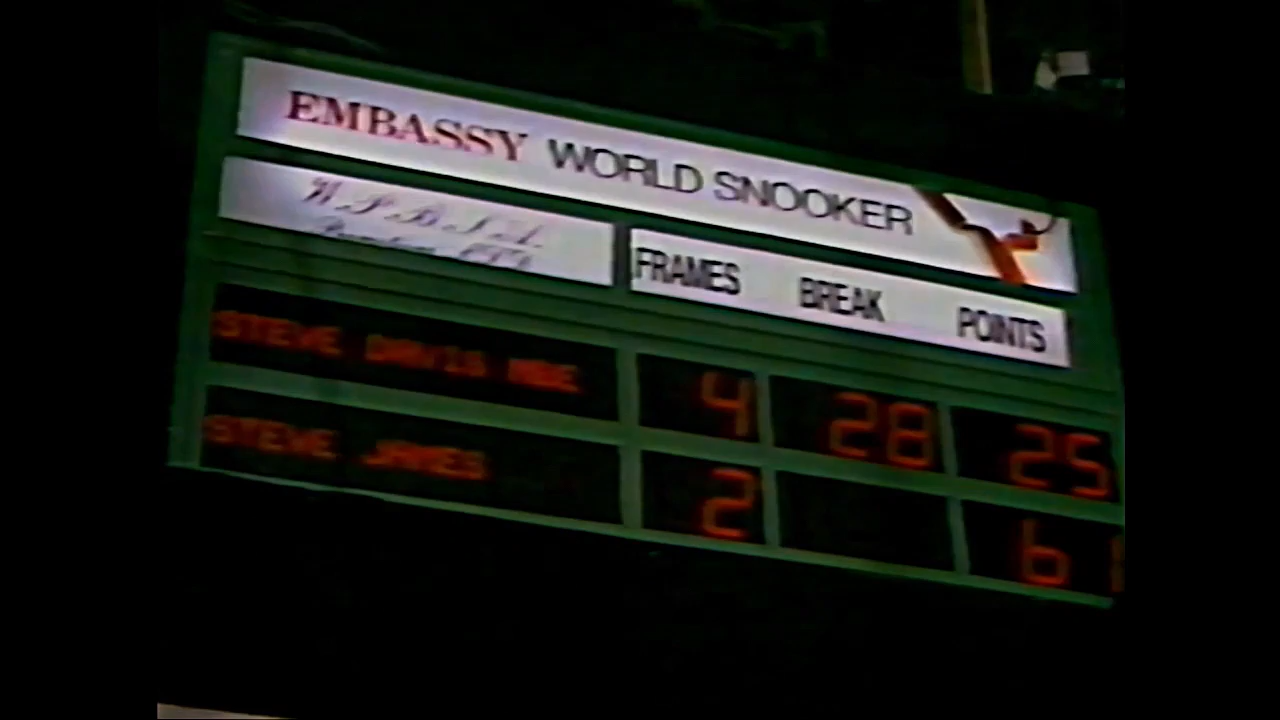 EMBASSY WORLD SNOOKER
W.P.B.S.A.
FRAMES BREAK POINTS
STEVE DAVIS MBE 4 28 25
STEVE JAMES 2 61